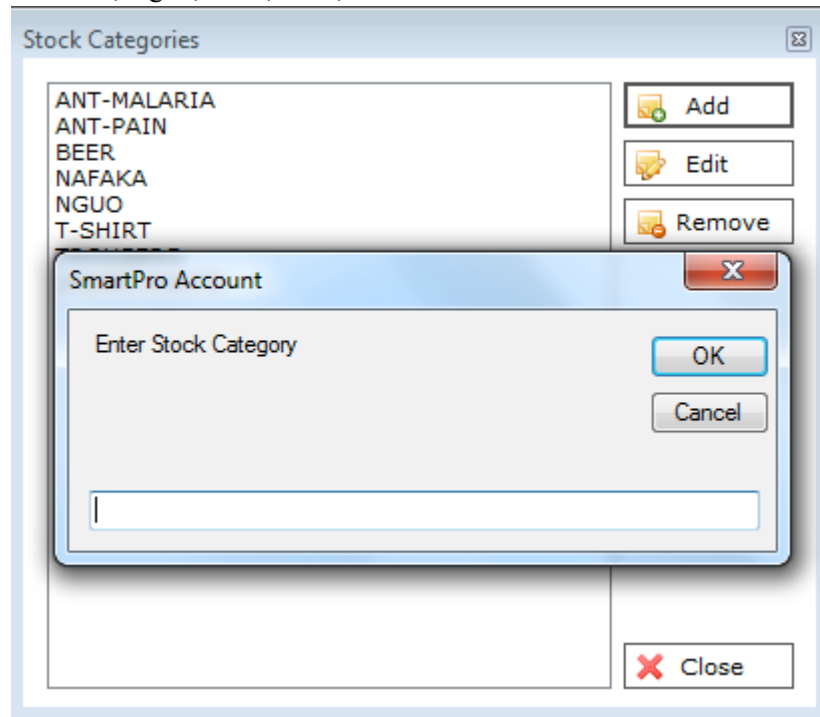 Stock Categories
ANT-MALARIA
ANT-PAIN
BEER
NAFAKA
NGUO
T-SHIRT
Add
Edit
Remove
SmartPro Account
Enter Stock Category
OK
Cancel
Close